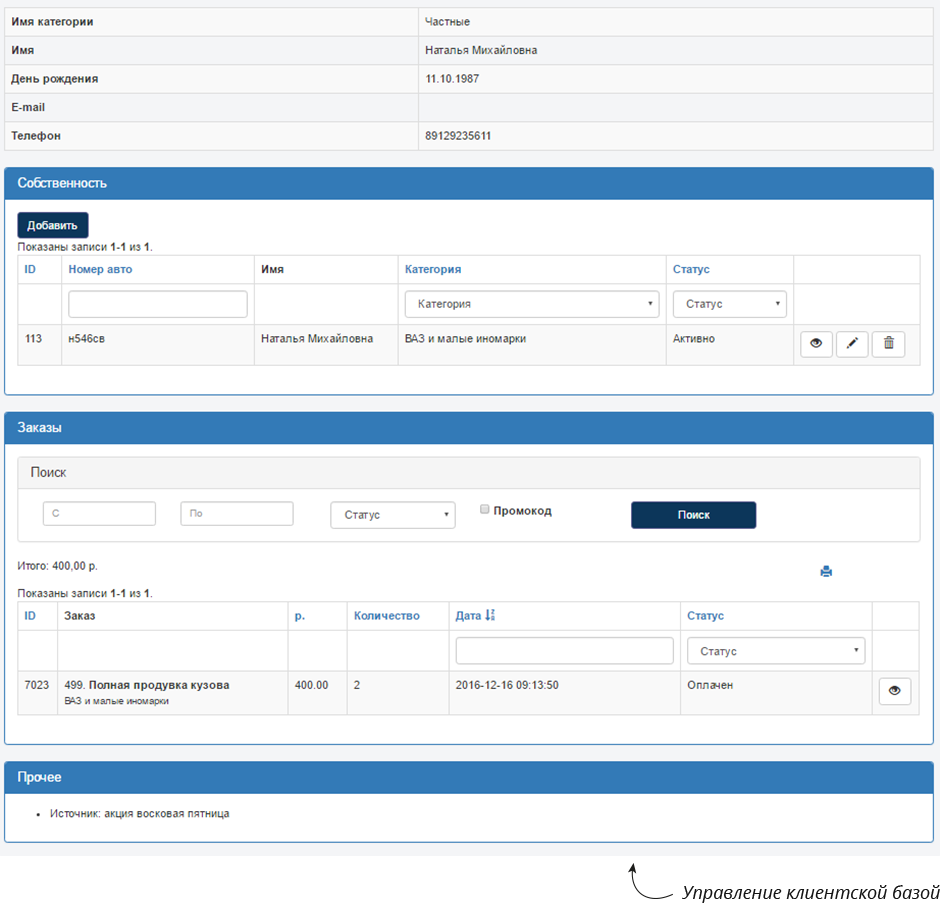 Имя категории Частные
Имя Наталья Михайловна
День рождения 11.10.1987
E-mail
Телефон 89129235611
Собственность
Добавить
Показаны записи 1-1 из 1.
ID Номер авто Имя Категория Статус
Категория Статус
113 н546св Наталья Михайловна ВАЗ и малые иномарки Активно
Заказы
Поиск
С По Статус Промокод Поиск
Итого: 400,00 р.
Показаны записи 1-1 из 1.
ID Заказ р. Количество Дата Статус
Статус
7023 499. Полная продувка кузова 400.00 2 2016-12-16 09:13:50 Оплачен
ВАЗ и малые иномарки
Прочее
• Источник: акция восковая пятница
Управление клиентской базой